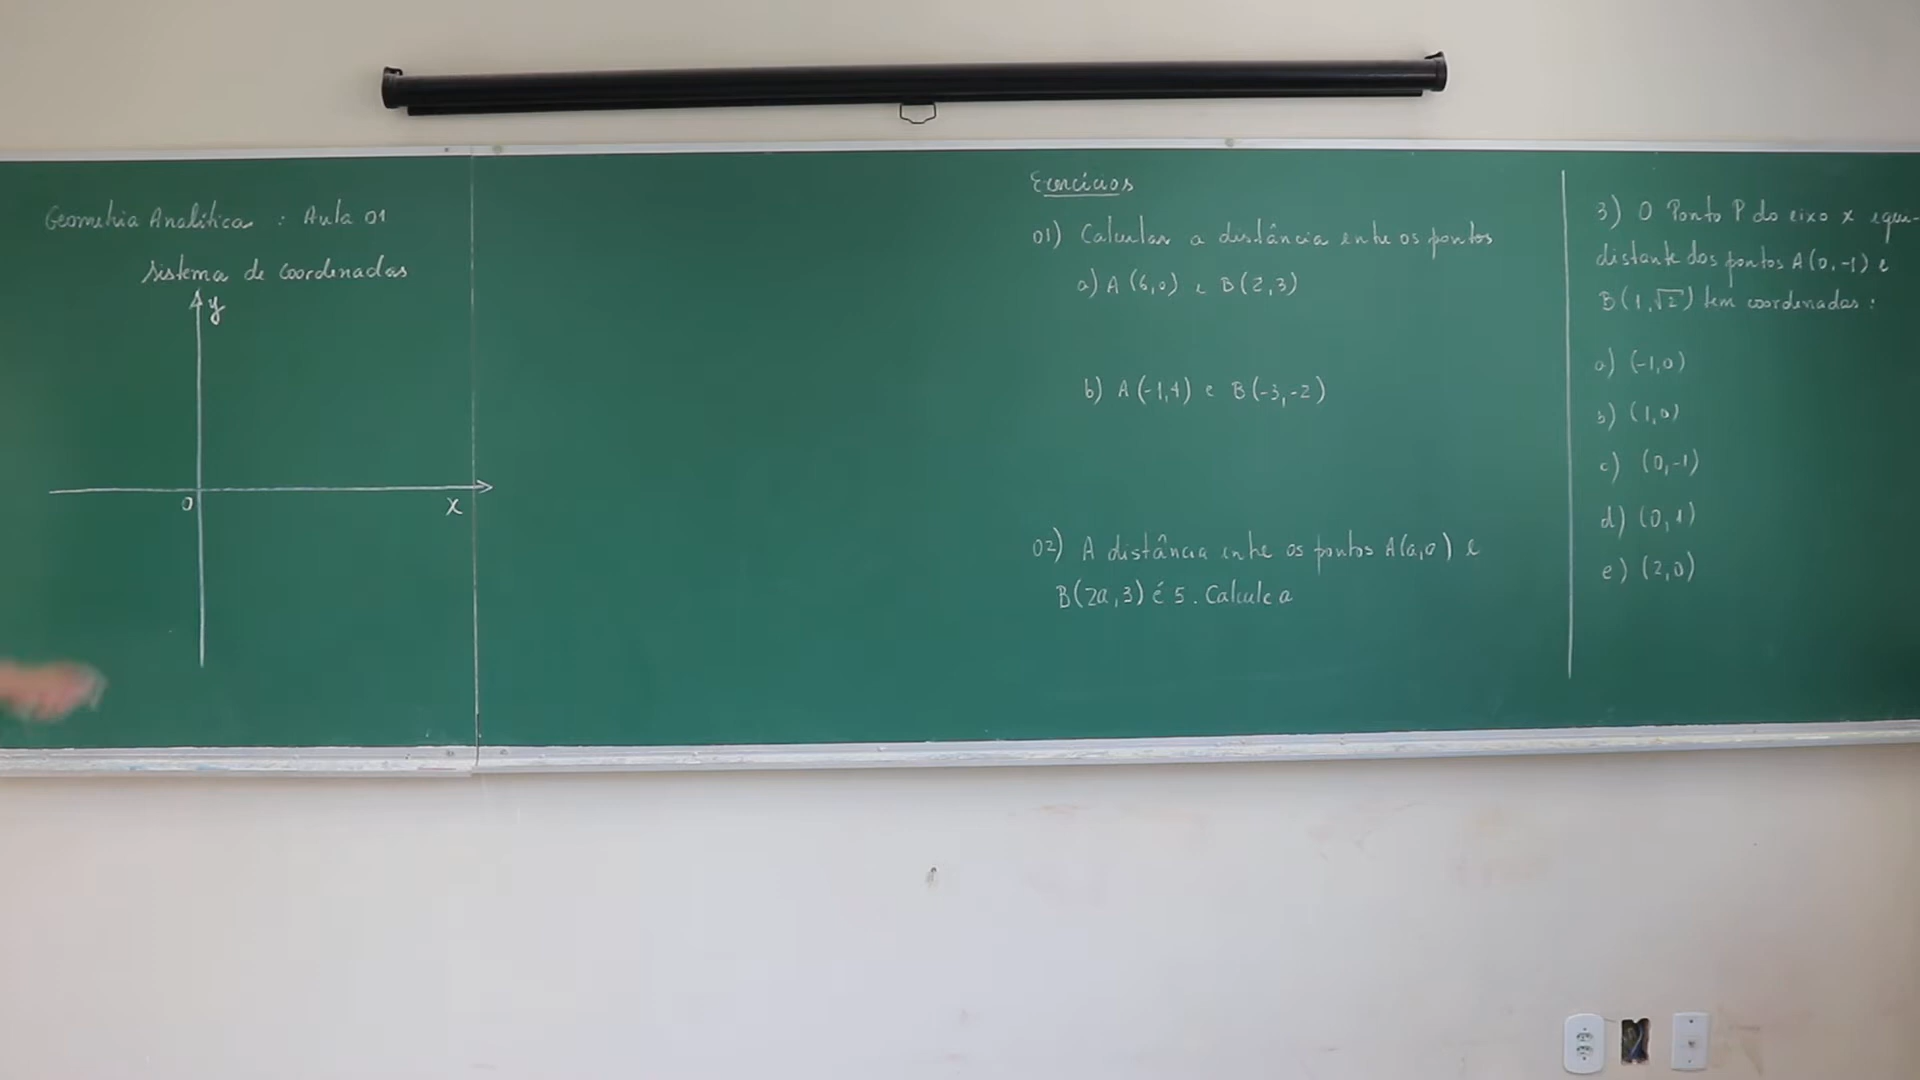 Geometria Analítica : Aula 01
Sistema de Coordenadas
y
0
x
Exercícios
01) Calcular a distância entre os pontos
a) A (6,0) e B(2,3)
b) A (-1,4) e B(-3,-2)
02) A distância entre os pontos A(a,0) e
B(2a,3) é 5. Calcule a
3) O Ponto P do eixo x equi-
distante dos pontos A(0,-1) e
B(1,√2) tem coordenadas:
a) (-1,0)
b) (1,0)
c) (0,-1)
d) (0,1)
e) (2,0)